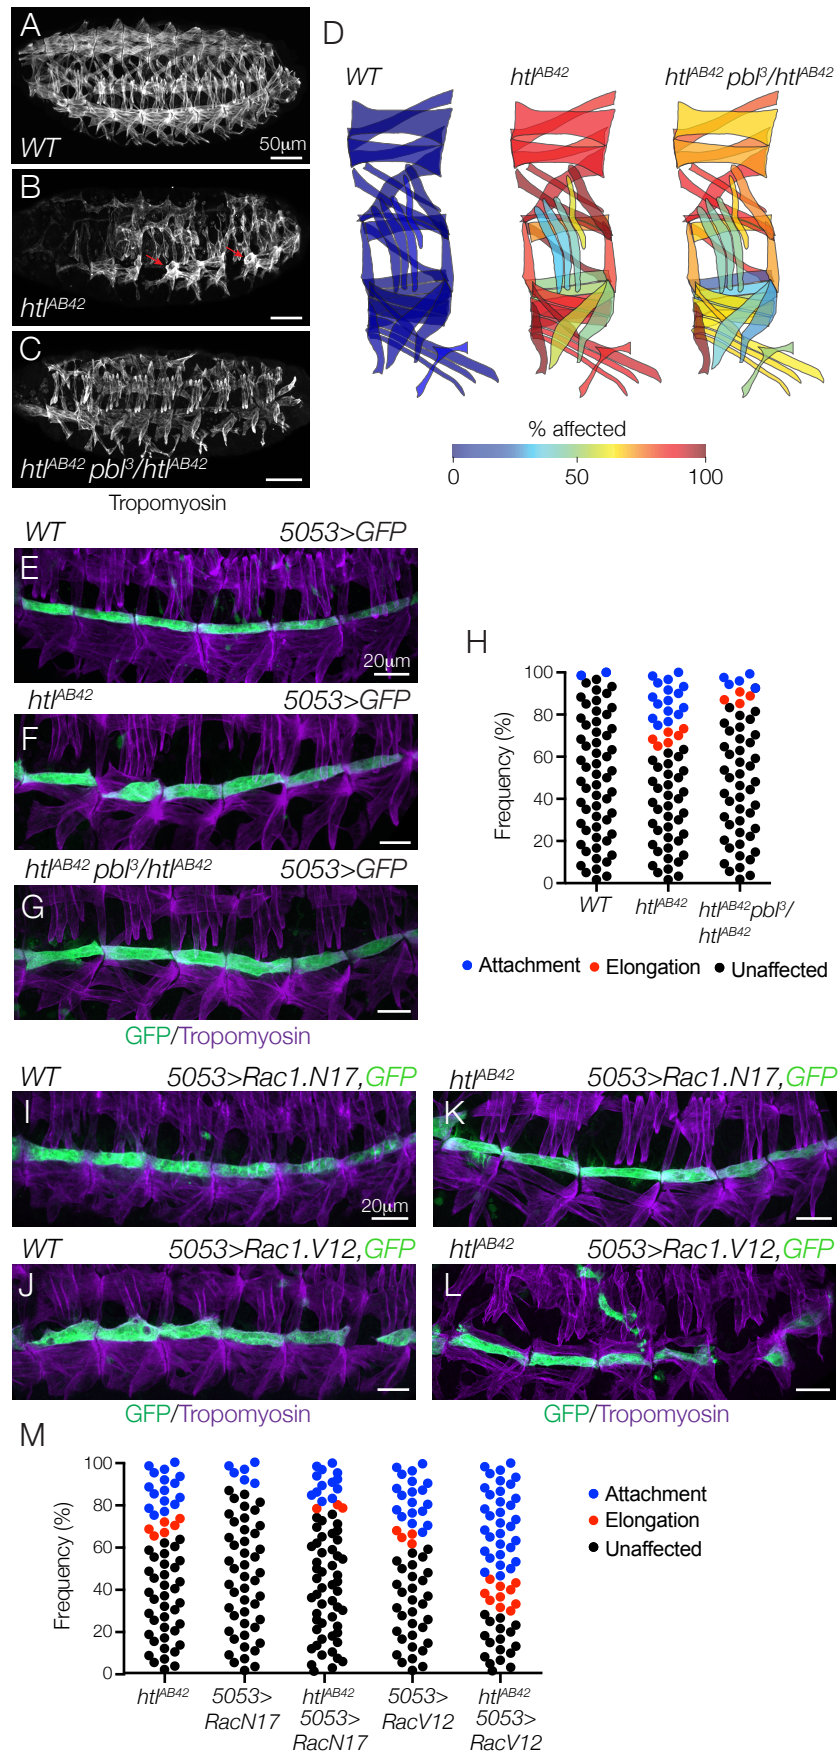 A
WT
50μm
B
htlAB42
C
htlAB42 pbl3/htlAB42
Tropomyosin
D
WT
htlAB42
htlAB42 pbl3/htlAB42
% affected
0
50
100
WT
5053>GFP
E
20μm
htlAB42
5053>GFP
F
htlAB42 pbl3/htlAB42
5053>GFP
G
GFP/Tropomyosin
H
Frequency (%)
100
80
60
40
20
0
WT
htlAB42
htlAB42pbl3/
htlAB42
Attachment
Elongation
Unaffected
WT
5053>Rac1.N17,GFP
I
20μm
htlAB42
5053>Rac1.N17,GFP
K
WT
5053>Rac1.V12,GFP
J
htlAB42
5053>Rac1.V12,GFP
L
GFP/Tropomyosin
GFP/Tropomyosin
M
Frequency (%)
100
80
60
40
20
0
htlAB42
5053>
RacN17
htlAB42
5053>
RacN17
5053>
RacV12
htlAB42
5053>
RacV12
Attachment
Elongation
Unaffected